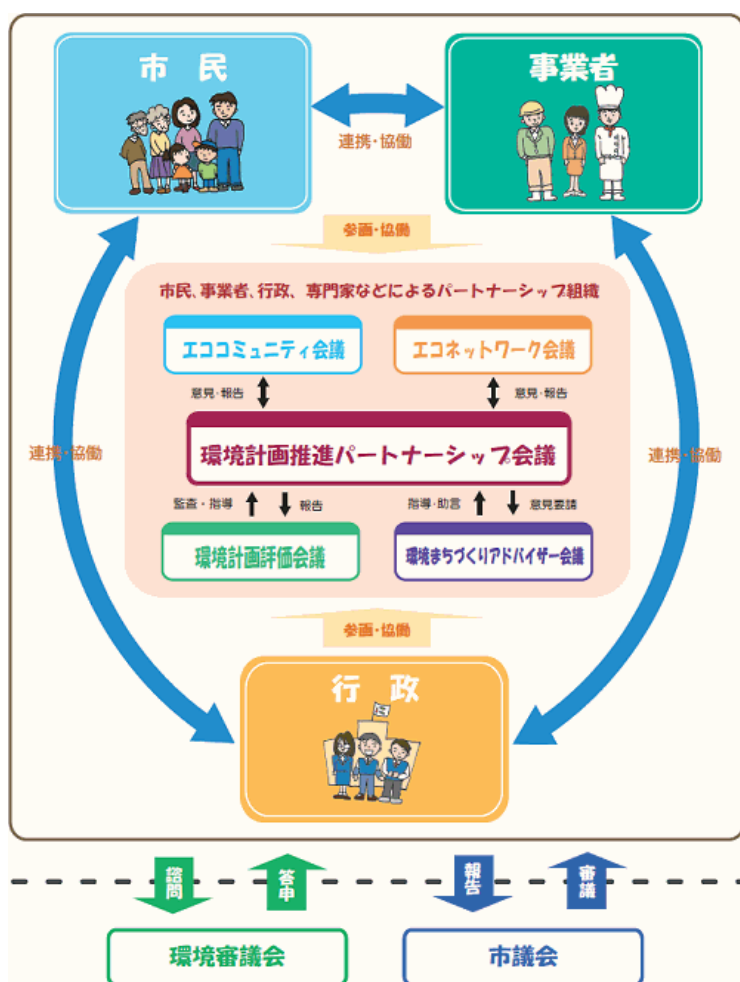 市 民
事業者
連携・協働
参画・協働
市民、事業者、行政、専門家などによるパートナーシップ組織
エココミュニティ会議
エコネットワーク会議
意見・報告
意見・報告
環境計画推進パートナーシップ会議
監査・指導
報告
指導・助言
意見要請
環境計画評価会議
環境まちづくりアドバイザー会議
連携・協働
連携・協働
参画・協働
行 政
諮問
答申
報告
審議
環境審議会
市議会